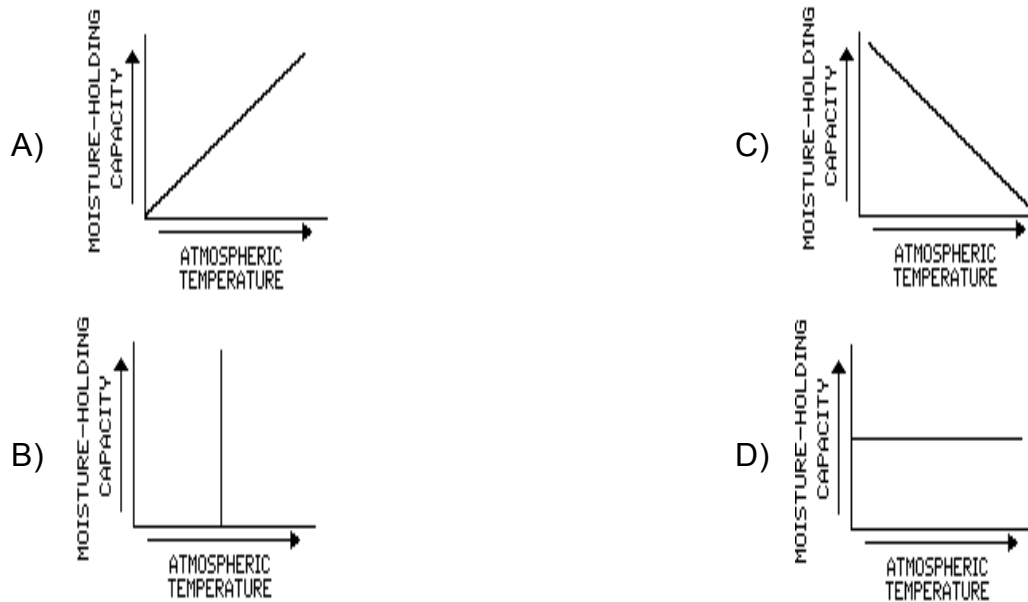 A)
MOISTURE-HOLDING
CAPACITY
ATMOSPHERIC
TEMPERATURE
B)
MOISTURE-HOLDING
CAPACITY
ATMOSPHERIC
TEMPERATURE
C)
MOISTURE-HOLDING
CAPACITY
ATMOSPHERIC
TEMPERATURE
D)
MOISTURE-HOLDING
CAPACITY
ATMOSPHERIC
TEMPERATURE